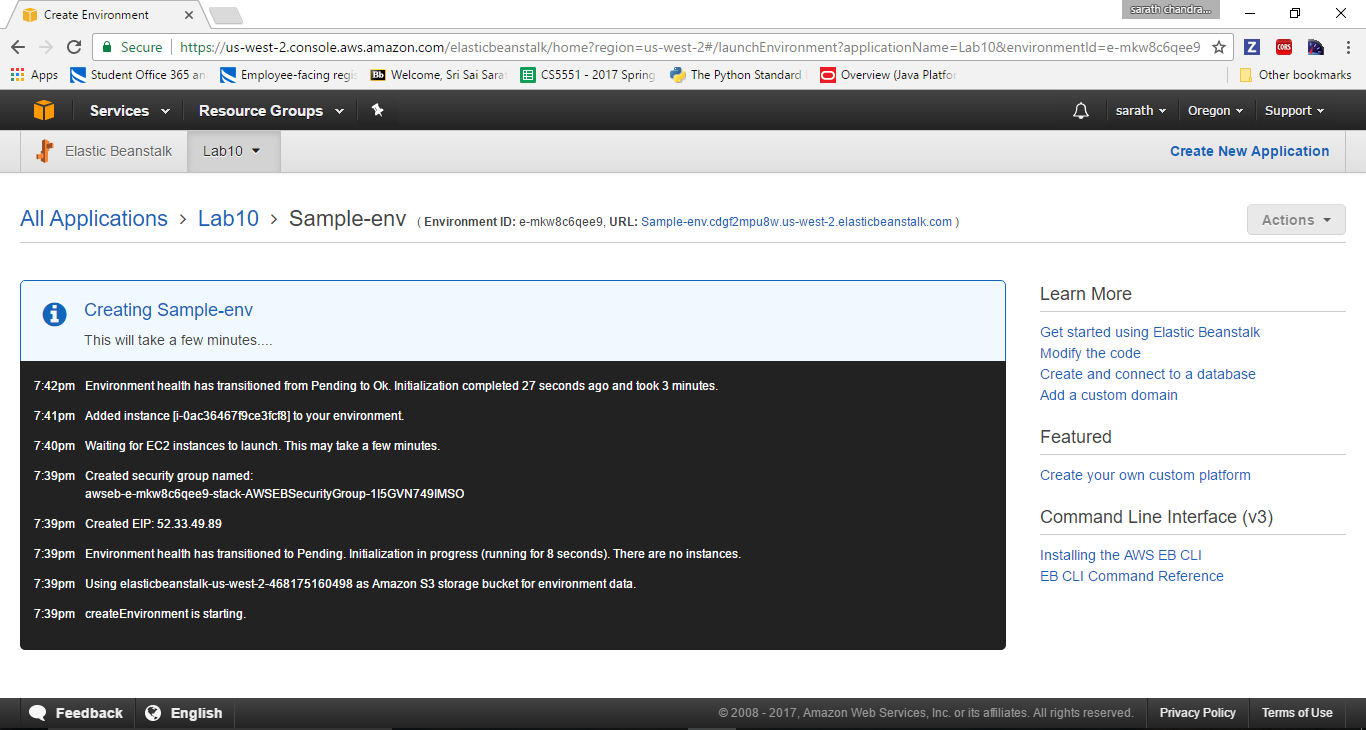 Create Environment
sarath chandra...
Secure
https://us-west-2.console.aws.amazon.com/elasticbeanstalk/home?region=us-west-2#/launchEnvironment?applicationName=Lab10&environmentId=e-mkw8c6qee9
Z
CORS
Apps
Student Office 365 an
Employee-facing regi
Bb Welcome, Sri Sai Sarat
CS5551 - 2017 Spring
The Python Standard
Overview (Java Platfor
Other bookmarks
Services
Resource Groups
sarath
Oregon
Support
Elastic Beanstalk
Lab10
Create New Application
All Applications > Lab10 > Sample-env ( Environment ID: e-mkw8c6qee9, URL: Sample-env.cdgf2mpu8w.us-west-2.elasticbeanstalk.com )
Actions
Creating Sample-env
This will take a few minutes....
7:42pm Environment health has transitioned from Pending to Ok. Initialization completed 27 seconds ago and took 3 minutes.
7:41pm Added instance [i-0ac36467f9ce3fcf8] to your environment.
7:40pm Waiting for EC2 instances to launch. This may take a few minutes.
7:39pm Created security group named:
awseb-e-mkw8c6qee9-stack-AWSEBSecurityGroup-1I5GVN749IMSO
7:39pm Created EIP: 52.33.49.89
7:39pm Environment health has transitioned to Pending. Initialization in progress (running for 8 seconds). There are no instances.
7:39pm Using elasticbeanstalk-us-west-2-468175160498 as Amazon S3 storage bucket for environment data.
7:39pm createEnvironment is starting.
Learn More
Get started using Elastic Beanstalk
Modify the code
Create and connect to a database
Add a custom domain
Featured
Create your own custom platform
Command Line Interface (v3)
Installing the AWS EB CLI
EB CLI Command Reference
Feedback
English
© 2008 - 2017, Amazon Web Services, Inc. or its affiliates. All rights reserved.
Privacy Policy
Terms of Use